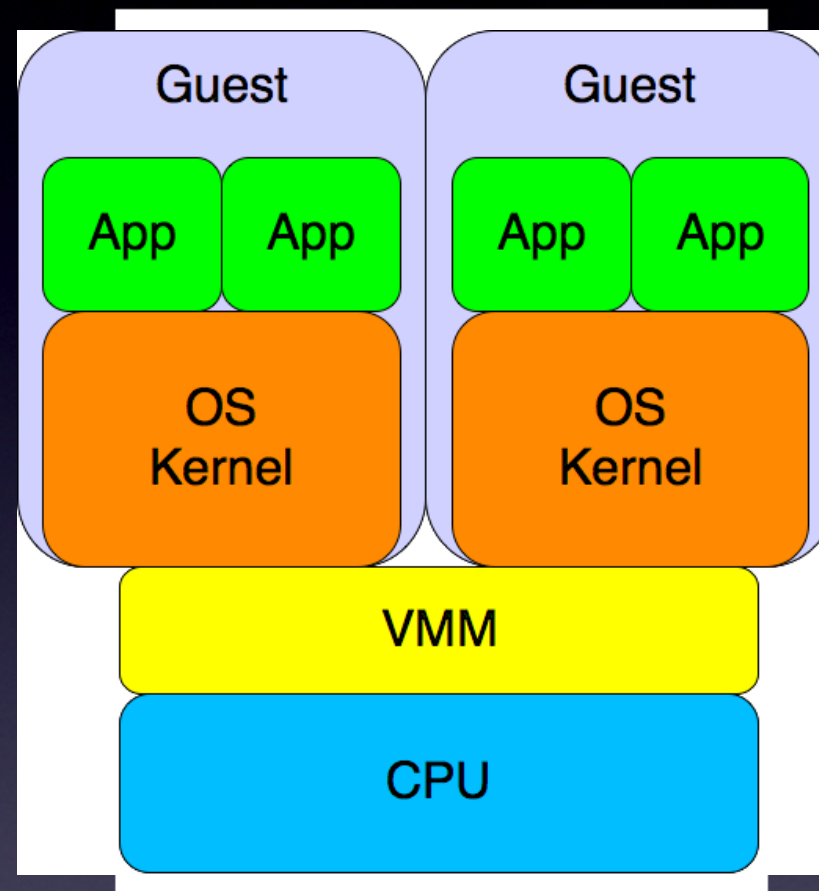 Guest
Guest
App
App
App
App
OS
Kernel
OS
Kernel
VMM
CPU